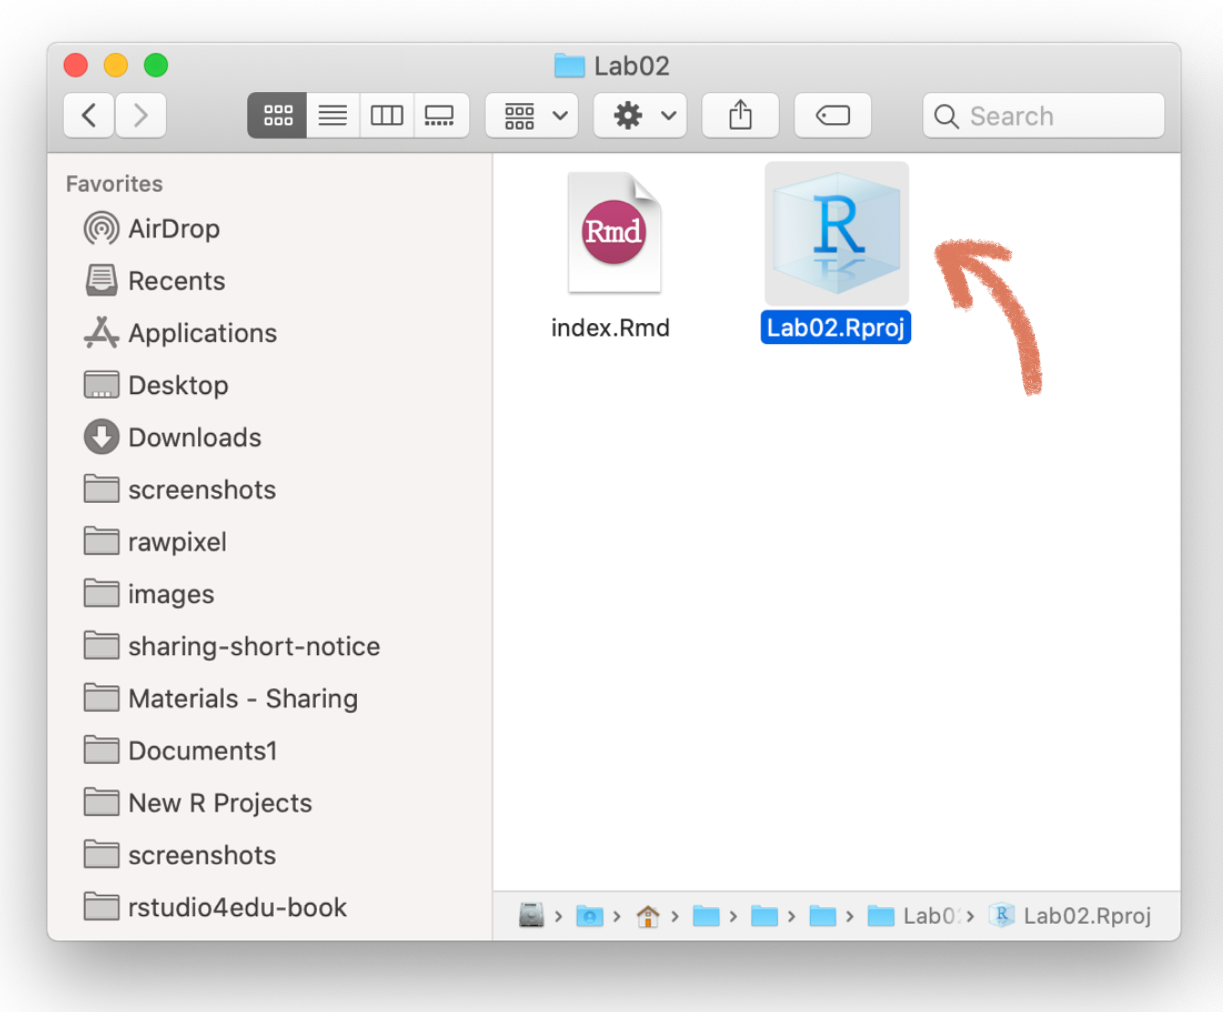 Lab02
Search
Favorites
AirDrop
Recents
Applications
Desktop
Downloads
screenshots
rawpixel
images
sharing-short-notice
Materials - Sharing
Documents1
New R Projects
screenshots
rstudio4edu-book
Rmd
R
index.Rmd
Lab02.Rproj
Lab0 R Lab02.Rproj